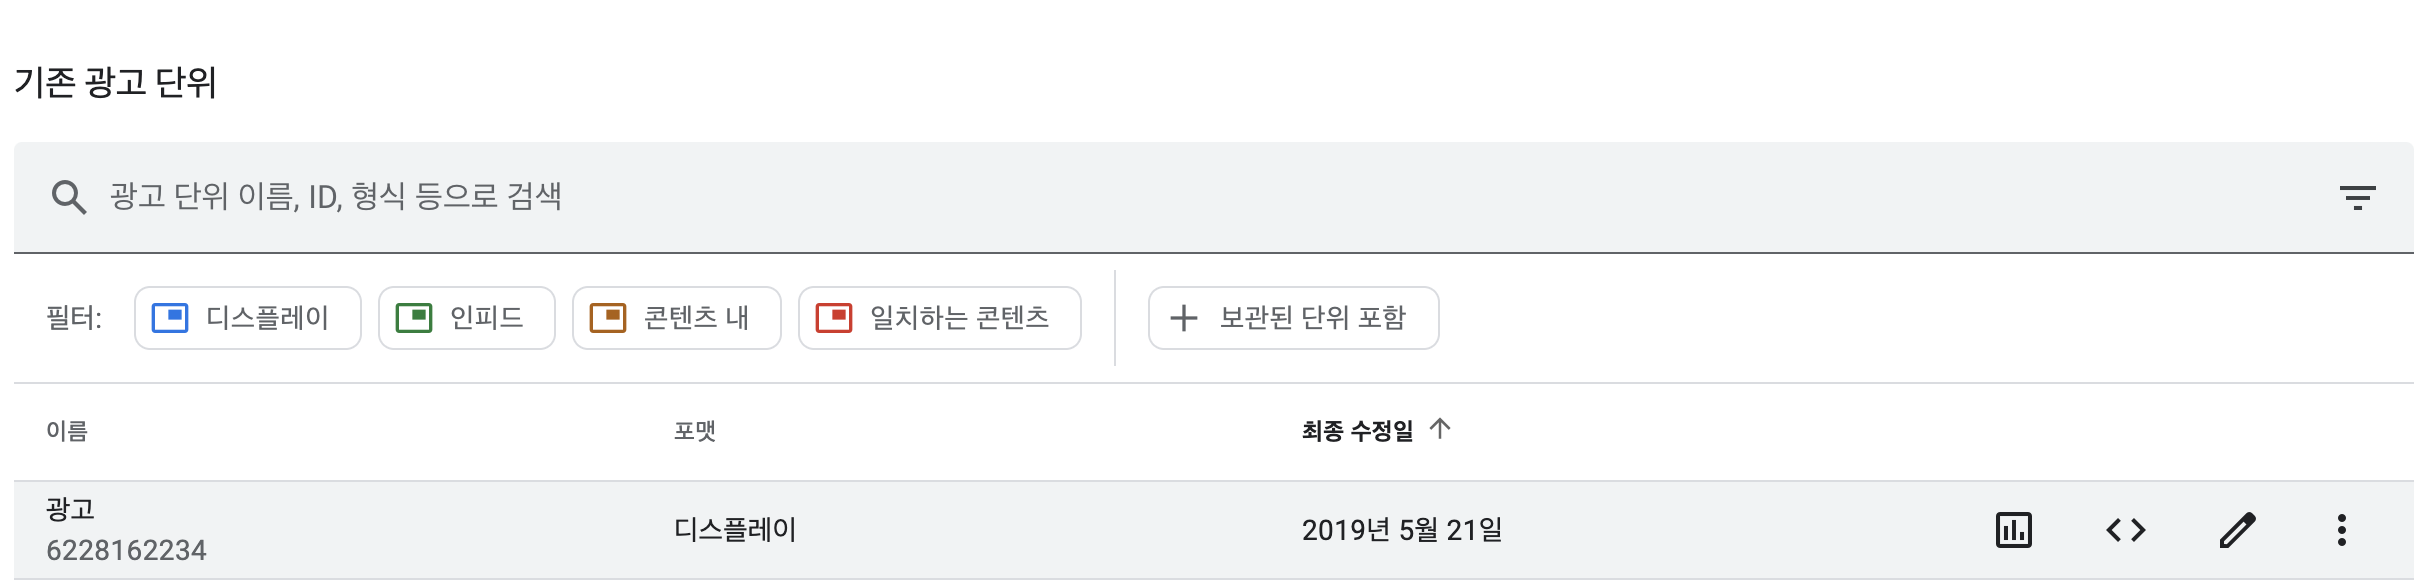 기존 광고 단위
광고 단위 이름, ID, 형식 등으로 검색
필터: 디스플레이 인피드 콘텐츠 내 일치하는 콘텐츠 보관된 단위 포함
이름 포맷 최종 수정일
광고
6228162234 디스플레이 2019년 5월 21일